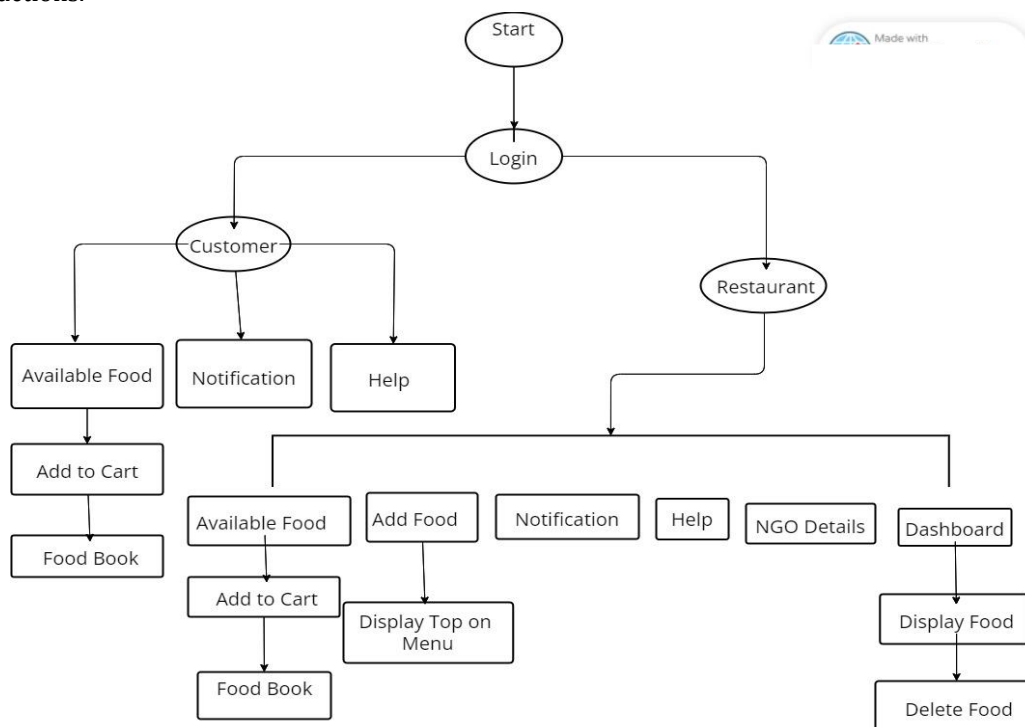 Start
Made with
Login
Customer
Restaurant
Available Food
Notification
Help
Add to Cart
Food Book
Available Food
Add Food
Notification
Help
NGO Details
Dashboard
Add to Cart
Display Top on
Menu
Display Food
Food Book
Delete Food